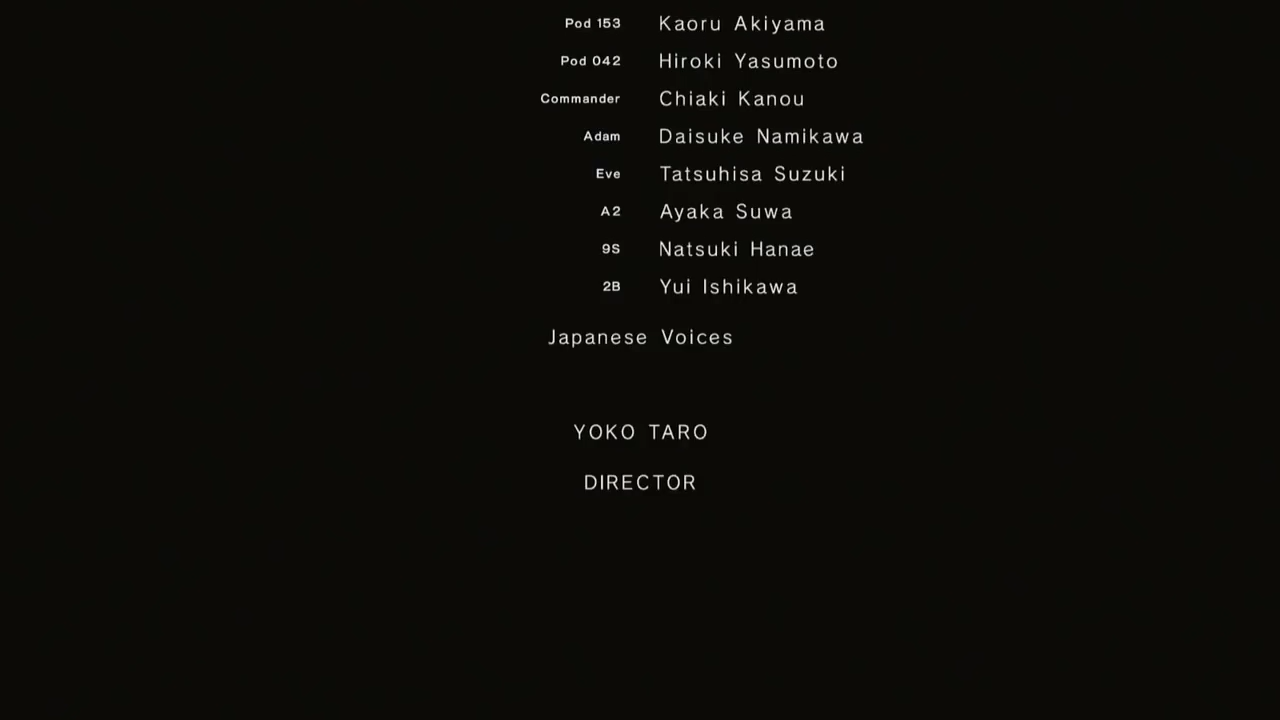 Pod 153 Kaoru Akiyama
Pod 042 Hiroki Yasumoto
Commander Chiaki Kanou
Adam Daisuke Namikawa
Eve Tatsuhisa Suzuki
A2 Ayaka Suwa
9S Natsuki Hanae
2B Yui Ishikawa
Japanese Voices
YOKO TARO
DIRECTOR